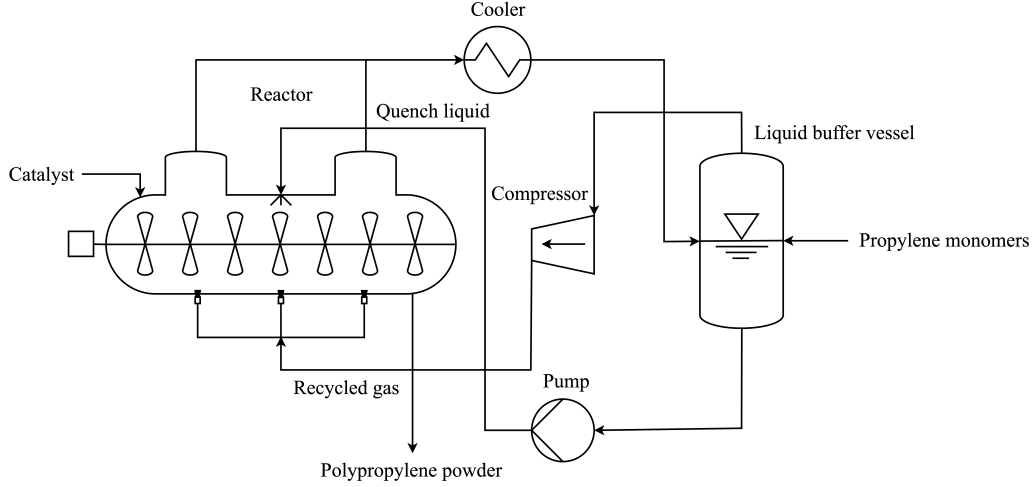 Cooler
Reactor
Quench liquid
Liquid buffer vessel
Catalyst
Compressor
Propylene monomers
Recycled gas
Pump
Polypropylene powder